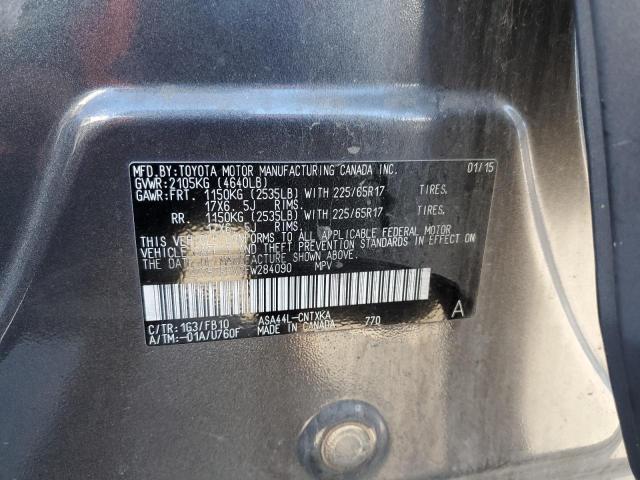 MFD.BY:TOYOTA MOTOR MANUFACTURING CANADA INC. 01/15
GVWR:2105KG (4640LB)
GAWR:FRT. 1150KG (2535LB) WITH 225/65R17 TIRES.
17X6.5J RIMS.
RR. 1150KG (2535LB) WITH 225/65R17 TIRES.
17X6.5J RIMS.
THIS VEHICLE CONFORMS TO ALL APPLICABLE FEDERAL MOTOR
VEHICLE SAFETY AND THEFT PREVENTION STANDARDS IN EFFECT ON
THE DATE OF MANUFACTURE SHOWN ABOVE.
W284090 MPV
C/TR:1G3/FB10 ASA44L-CNTXKA 770
A/TM:-01A/U760F MADE IN CANADA A